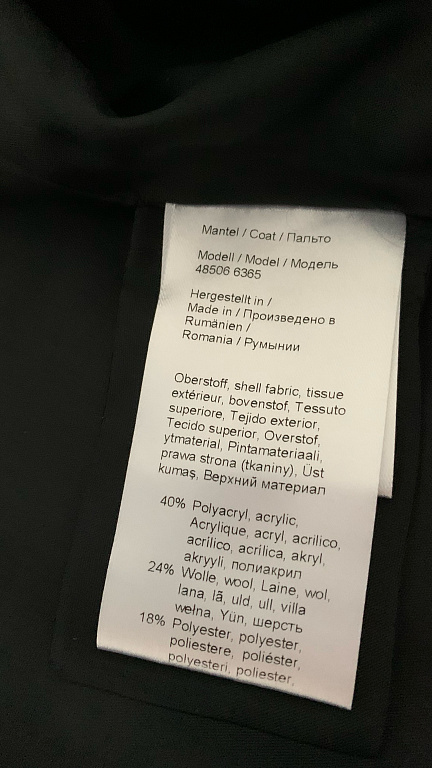 Mantel / Coat / Пальто
Modell / Model / Модель
48506 6365
Hergestellt in /
Made in / Произведено в
Rumänien /
Romania / Румынии
Oberstoff, shell fabric, tissue
extérieur, bovenstof, Tessuto
superiore, Tejido exterior,
Tecido superior, Overstof,
ytmaterial, Pintamateriaali,
prawa strona (tkaniny), Üst
kumaş, Верхний материал
40% Polyacryl, acrylic,
Acrylique, acryl, acrilico,
acrílico, acrílica, akryl,
akryyli, полиакрил
24% Wolle, wool, Laine, wol,
lana, lã, uld, ull, villa
wełna, Yün, шерсть
18% Polyester, polyester,
poliestere, poliéster,
polyesteri, poliester,